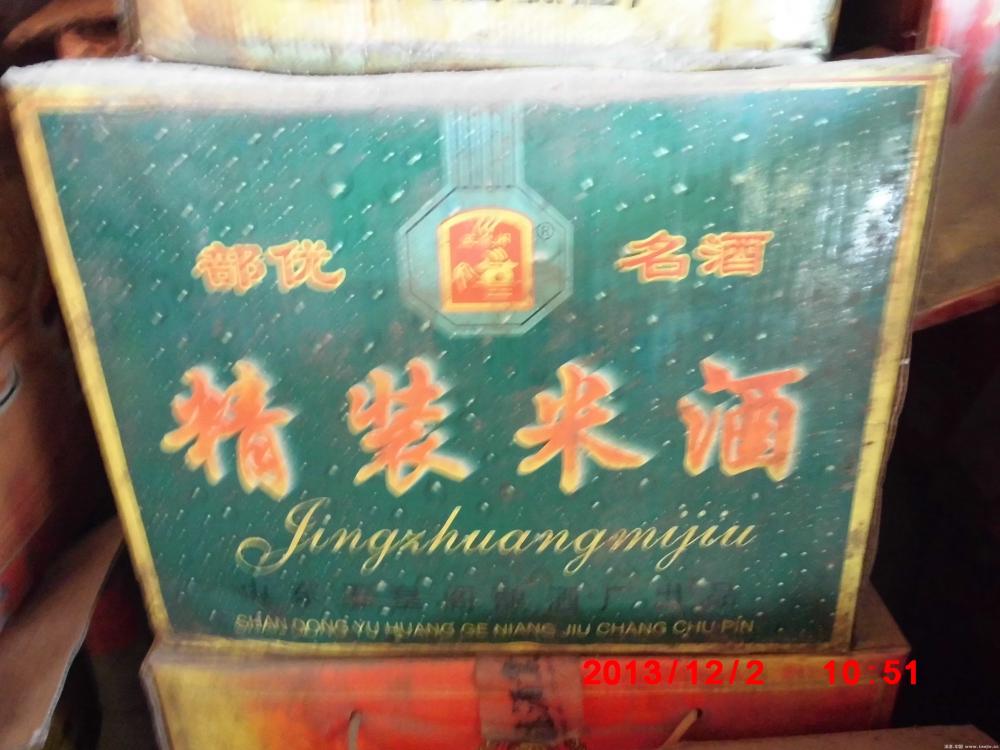 部优 名酒
精装米酒
Jingzhuangmijiu
SHAN DONG YU HUANG GE NIANG JIU CHANG CHU PIN
2013/12/2 10:51